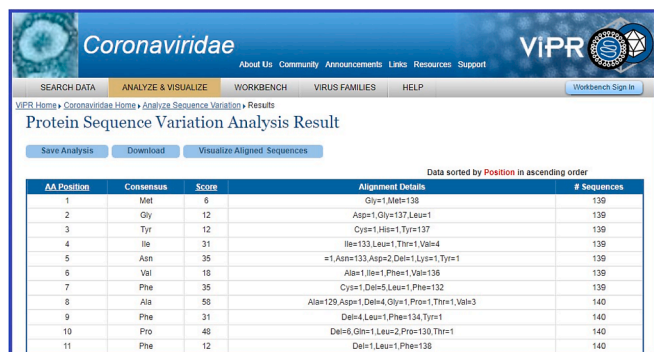 Coronaviridae
ViPR
About Us Community Announcements Links Resources Support
SEARCH DATA ANALYZE & VISUALIZE WORKBENCH VIRUS FAMILIES HELP Workbench Sign In
ViPR Home ▸ Coronaviridae Home ▸ Analyze Sequence Variation ▸ Results
Protein Sequence Variation Analysis Result
Save Analysis Download Visualize Aligned Sequences
Data sorted by Position in ascending order
AA Position Consensus Score Alignment Details # Sequences
1 Met 6 Gly=1,Met=138 139
2 Gly 12 Asp=1,Gly=137,Leu=1 139
3 Tyr 12 Cys=1,His=1,Tyr=137 139
4 Ile 31 Ile=133,Leu=1,Thr=1,Val=4 139
5 Asn 35 =1,Asn=133,Asp=2,Del=1,Lys=1,Tyr=1 139
6 Val 18 Ala=1,Ile=1,Phe=1,Val=136 139
7 Phe 35 Cys=1,Del=5,Leu=1,Phe=132 139
8 Ala 58 Ala=129,Asp=1,Del=4,Gly=1,Pro=1,Thr=1,Val=3 140
9 Phe 31 Del=4,Leu=1,Phe=134,Tyr=1 140
10 Pro 48 Del=6,Gln=1,Leu=2,Pro=130,Thr=1 140
11 Phe 12 Del=1,Leu=1,Phe=138 140